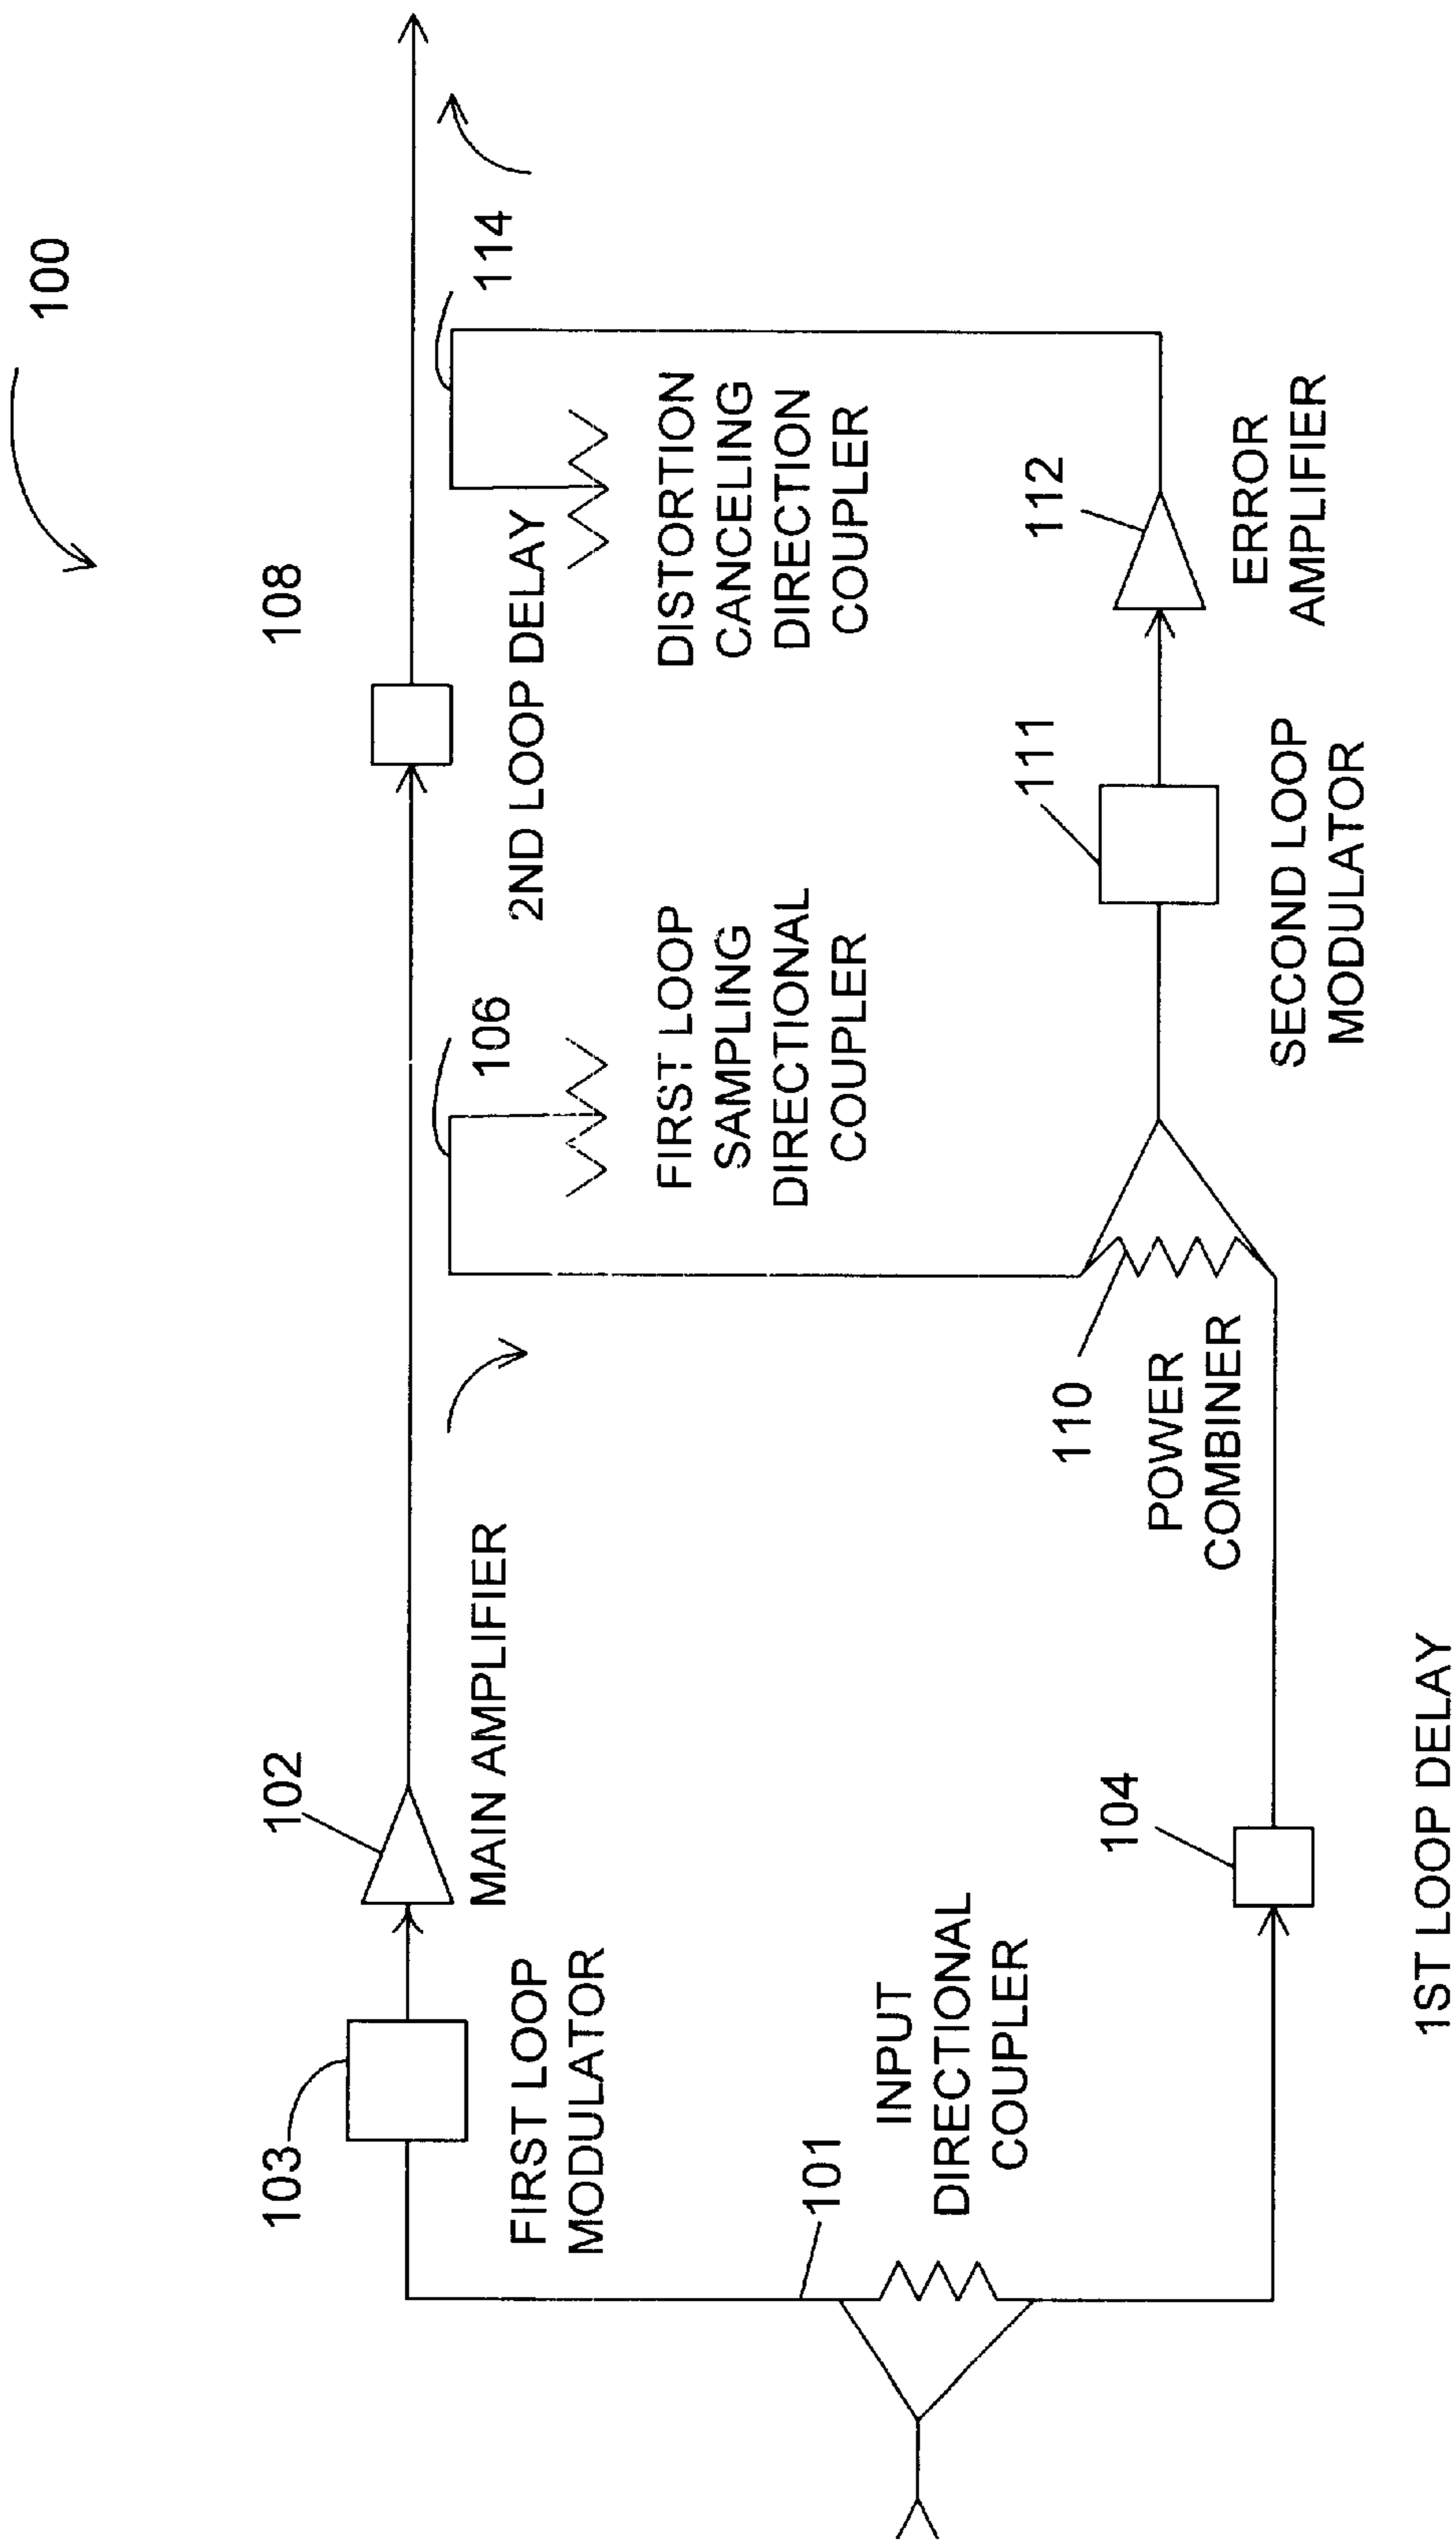 100
108
102
103
MAIN AMPLIFIER
FIRST LOOP
MODULATOR
106
114
2ND LOOP DELAY
FIRST LOOP
SAMPLING
DIRECTIONAL
COUPLER
DISTORTION
CANCELING
DIRECTION
COUPLER
101
INPUT
DIRECTIONAL
COUPLER
104
1ST LOOP DELAY
110
POWER
COMBINER
111
SECOND LOOP
MODULATOR
112
ERROR
AMPLIFIER